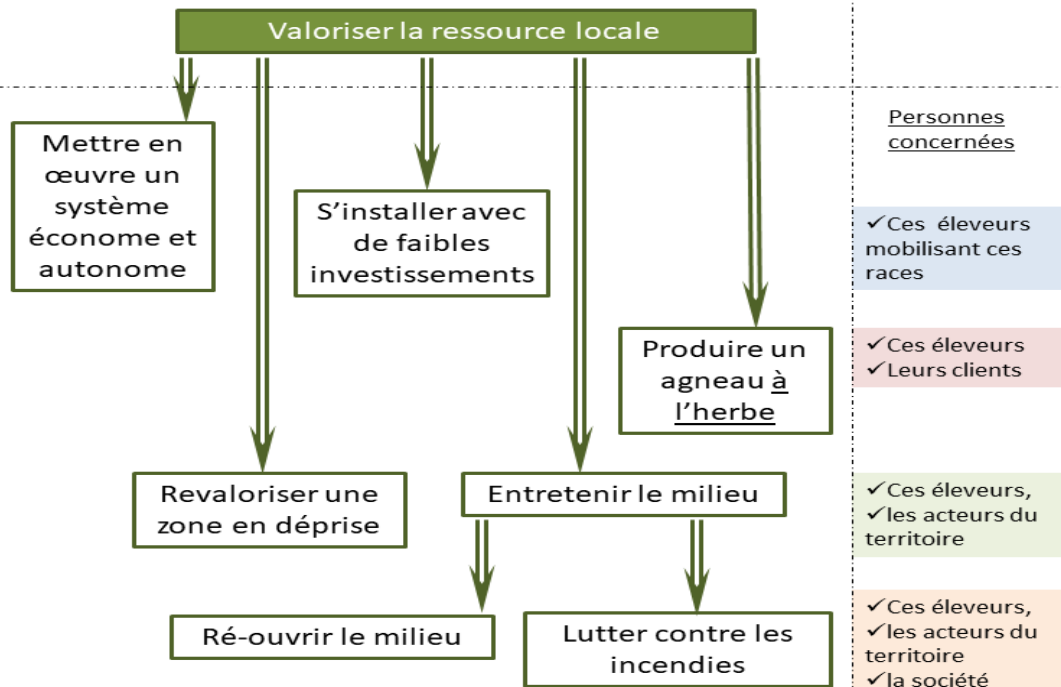 Valoriser la ressource locale
Mettre en
œuvre un
système
économe et
autonome
S’installer avec
de faibles
investissements
Produire un
agneau à
l’herbe
Revaloriser une
zone en déprise
Entretenir le milieu
Ré-ouvrir le milieu
Lutter contre les
incendies
Personnes
concernées
✓Ces éleveurs
mobilisant ces
races
✓Ces éleveurs
✓Leurs clients
✓Ces éleveurs,
✓les acteurs du
territoire
✓Ces éleveurs,
✓les acteurs du
territoire
✓la société